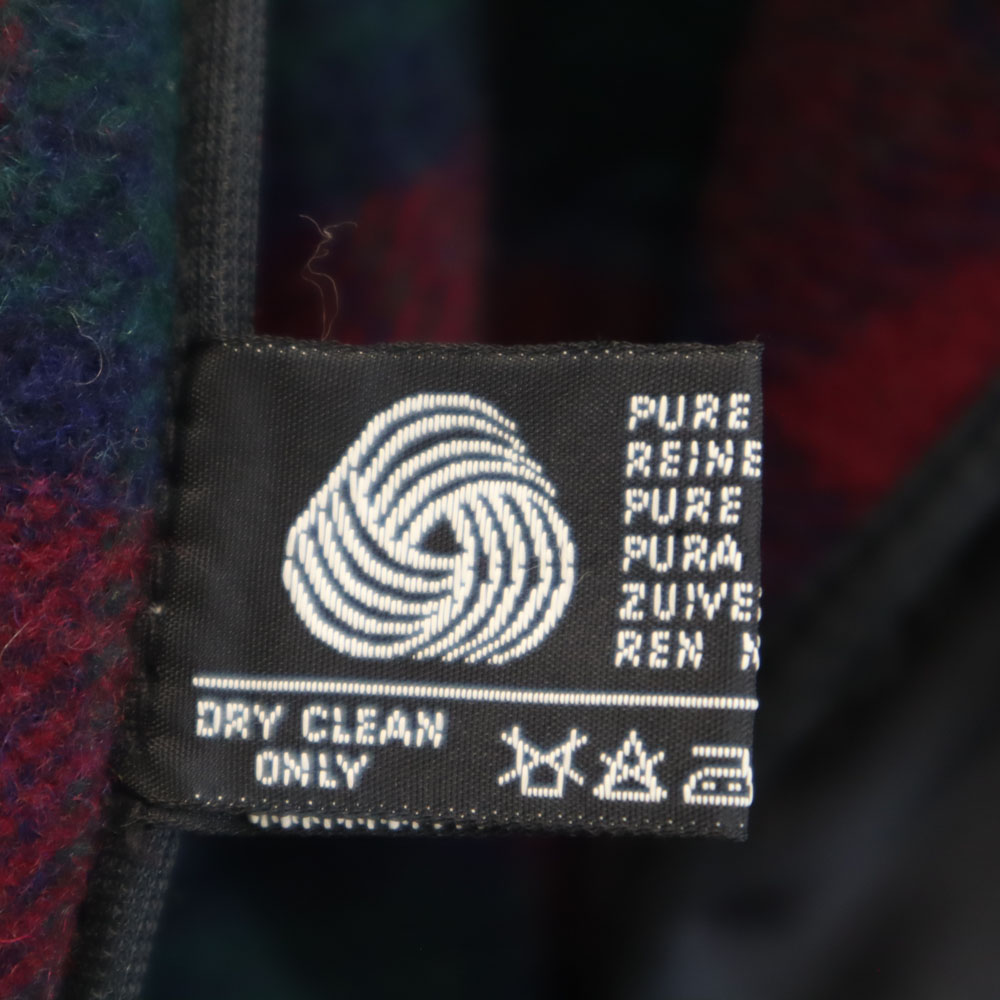 PURE
REINE
PURE
PURA
ZUIVE
REN N
DRY CLEAN
ONLY